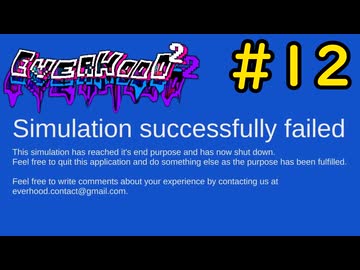 EVERHOOD 2
#12
Simulation successfully failed
This simulation has reached it's end purpose and has now shut down.
Feel free to quit this application and do something else as the purpose has been fulfilled.
Feel free to write comments about your experience by contacting us at
everhood.contact@gmail.com.